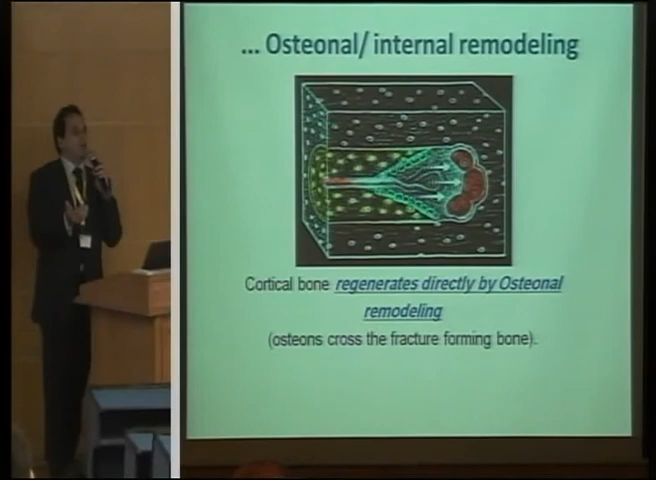 ... Osteonal/ internal remodeling
Cortical bone regenerates directly by Osteonal
remodeling
(osteons cross the fracture forming bone).